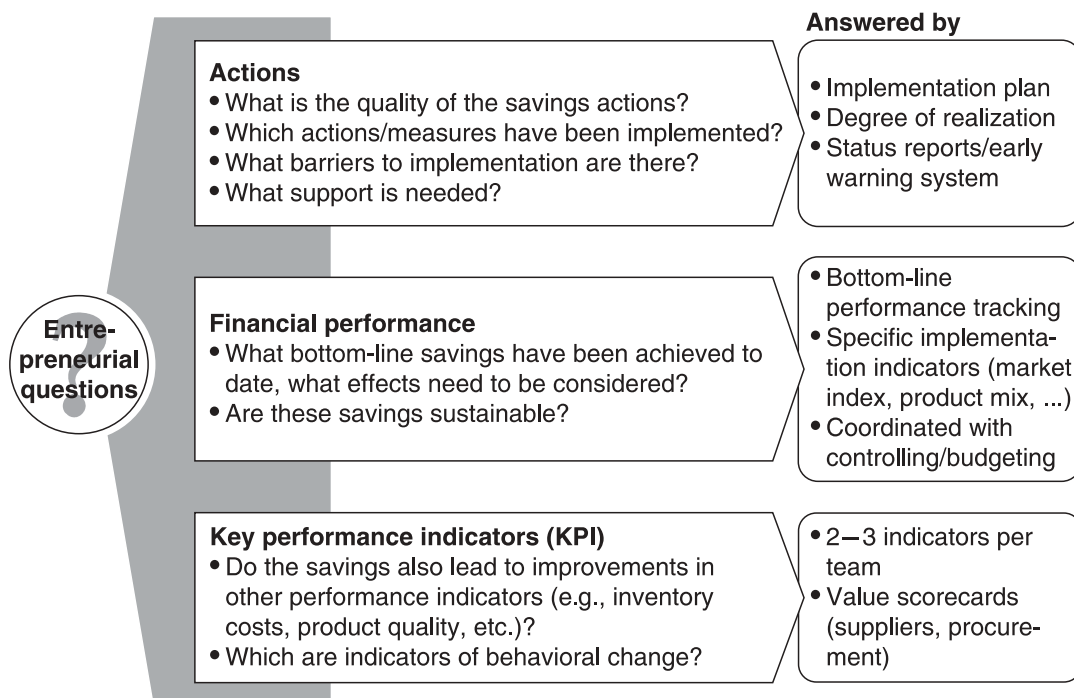 Answered by
Entre-
preneurial
questions
Actions
• What is the quality of the savings actions?
• Which actions/measures have been implemented?
• What barriers to implementation are there?
• What support is needed?
• Implementation plan
• Degree of realization
• Status reports/early
warning system
Financial performance
• What bottom-line savings have been achieved to
date, what effects need to be considered?
• Are these savings sustainable?
• Bottom-line
performance tracking
• Specific implementa-
tion indicators (market
index, product mix, ...)
• Coordinated with
controlling/budgeting
Key performance indicators (KPI)
• Do the savings also lead to improvements in
other performance indicators (e.g., inventory
costs, product quality, etc.)?
• Which are indicators of behavioral change?
• 2–3 indicators per
team
• Value scorecards
(suppliers, procure-
ment)